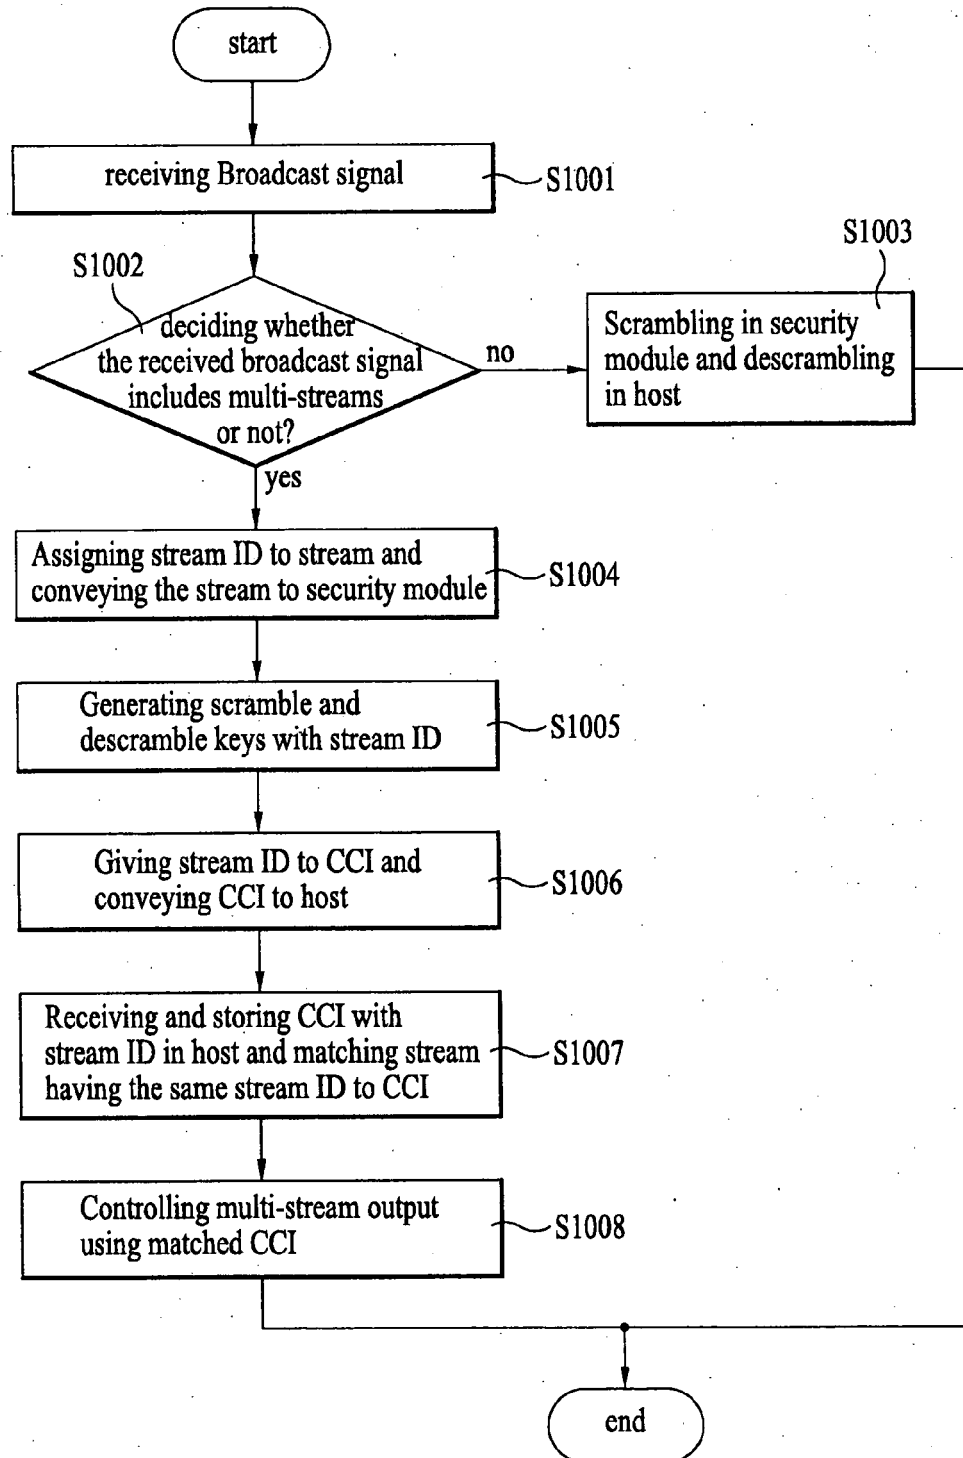 start
receiving Broadcast signal
S1001
S1002
deciding whether
the received broadcast signal
includes multi-streams
or not?
no
yes
S1003
Scrambling in security
module and descrambling
in host
Assigning stream ID to stream and
conveying the stream to security module
S1004
Generating scramble and
descramble keys with stream ID
S1005
Giving stream ID to CCI and
conveying CCI to host
S1006
Receiving and storing CCI with
stream ID in host and matching stream
having the same stream ID to CCI
S1007
Controlling multi-stream output
using matched CCI
S1008
end